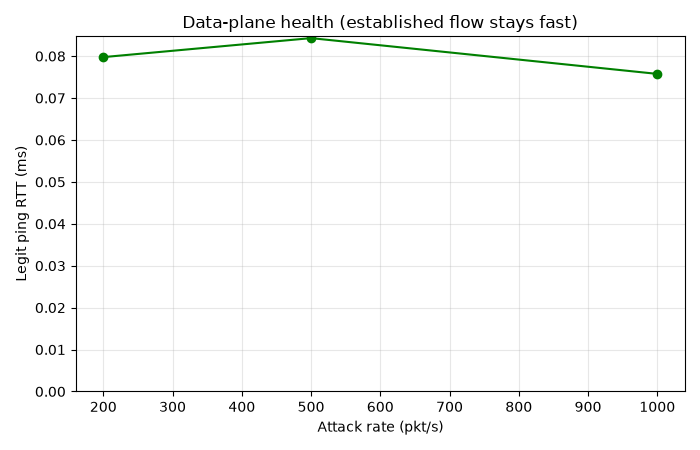 Data-plane health (established flow stays fast)
Legit ping RTT (ms)
0.08
0.07
0.06
0.05
0.04
0.03
0.02
0.01
0.00
200 300 400 500 600 700 800 900 1000
Attack rate (pkt/s)